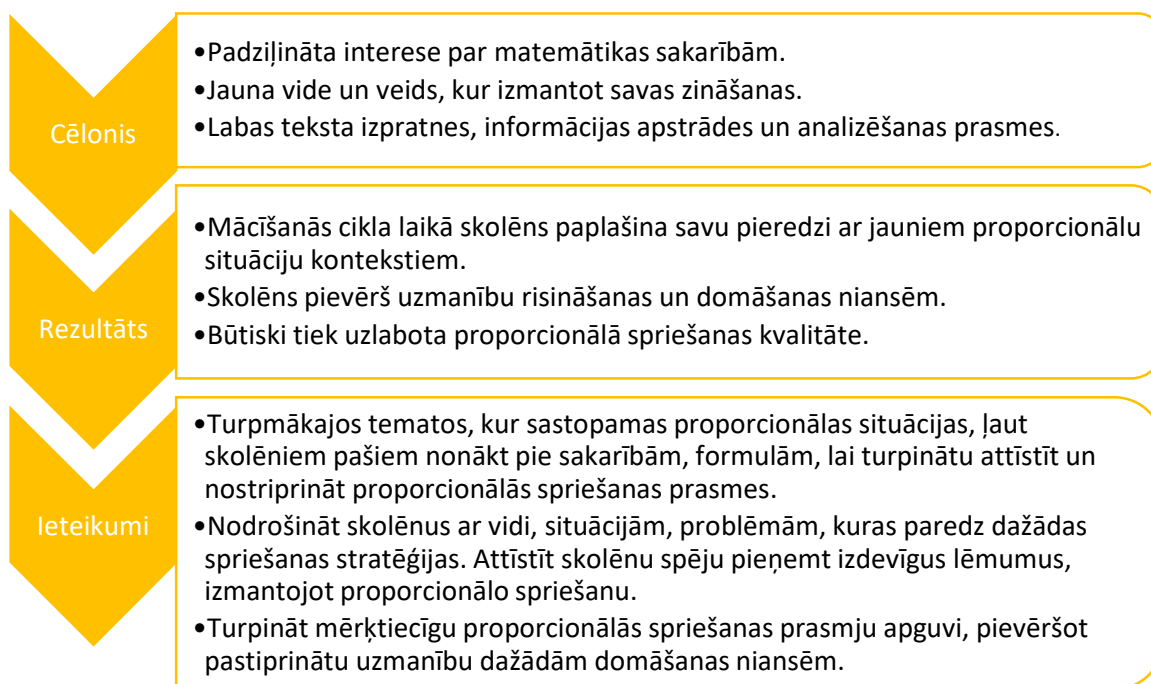 Cēlonis
•Padziļināta interese par matemātikas sakarībām.
•Jauna vide un veids, kur izmantot savas zināšanas.
•Labas teksta izpratnes, informācijas apstrādes un analizēšanas prasmes.
Rezultāts
•Mācīšanās cikla laikā skolēns paplašina savu pieredzi ar jauniem proporcionālu
situāciju kontekstiem.
•Skolēns pievērš uzmanību risināšanas un domāšanas niansēm.
•Būtiski tiek uzlabota proporcionālā spriešanas kvalitāte.
Ieteikumi
•Turpmākajos tematos, kur sastopamas proporcionālas situācijas, ļaut
skolēniem pašiem nonākt pie sakarībām, formulām, lai turpinātu attīstīt un
nostriprināt proporcionālās spriešanas prasmes.
•Nodrošināt skolēnus ar vidi, situācijām, problēmām, kuras paredz dažādas
spriešanas stratēģijas. Attīstīt skolēnu spēju pieņemt izdevīgus lēmumus,
izmantojot proporcionālo spriešanu.
•Turpināt mērķtiecīgu proporcionālās spriešanas prasmju apguvi, pievēršot
pastiprinātu uzmanību dažādām domāšanas niansēm.